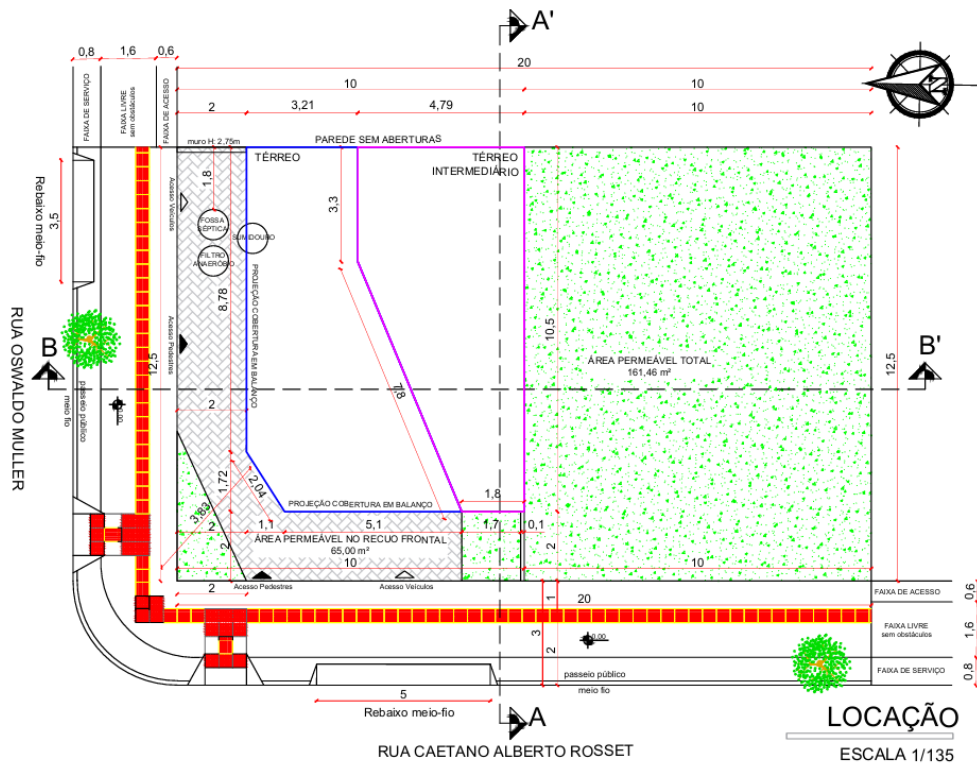 A'
0,8
1,6
0,6
20
10
10
2
3,21
4,79
10
N
FAIXA DE SERVIÇO
FAIXA LIVRE
sem obstáculos
FAIXA DE ACESSO
muro H: 2,75m
PAREDE SEM ABERTURAS
TÉRREO
TÉRREO
INTERMEDIÁRIO
Rebaixo meio-fio
3,5
Acesso Veículos
1,8
3,3
FOSSA
SÉPTICA
SUMIDOURO
FILTRO
ANAERÓBIO
8,78
PROJEÇÃO COBERTURA EM BALANÇO
10,5
12,5
12,5
Acesso Pedestres
ÁREA PERMEÁVEL TOTAL
161,46 m²
RUA OSWALDO MULLER
B
B'
7,8
passeio público
meio fio
0.00
2
1,72
2,04
3,83
PROJEÇÃO COBERTURA EM BALANÇO
1,8
2
1,1
5,1
1,7
0,1
ÁREA PERMEÁVEL NO RECUO FRONTAL
65,00 m²
2
2
10
10
Acesso Pedestres
Acesso Veículos
2
20
1
3
2
0.00
FAIXA DE ACESSO
0,6
FAIXA LIVRE
sem obstáculos
1,6
FAIXA DE SERVIÇO
0,8
passeio público
meio fio
5
Rebaixo meio-fio
A
RUA CAETANO ALBERTO ROSSET
LOCAÇÃO
ESCALA 1/135